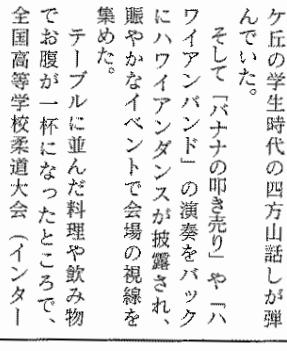 ケ丘の学生時代の四方山話しが弾
んでいた。
そして「バナナの叩き売り」や「ハ
ワイアンバンド」の演奏をバック
にハワイアンダンスが披露され、
賑やかなイベントで会場の視線を
集めた。
テーブルに並んだ料理や飲み物
でお腹が一杯になったところで、
全国高等学校柔道大会（インター